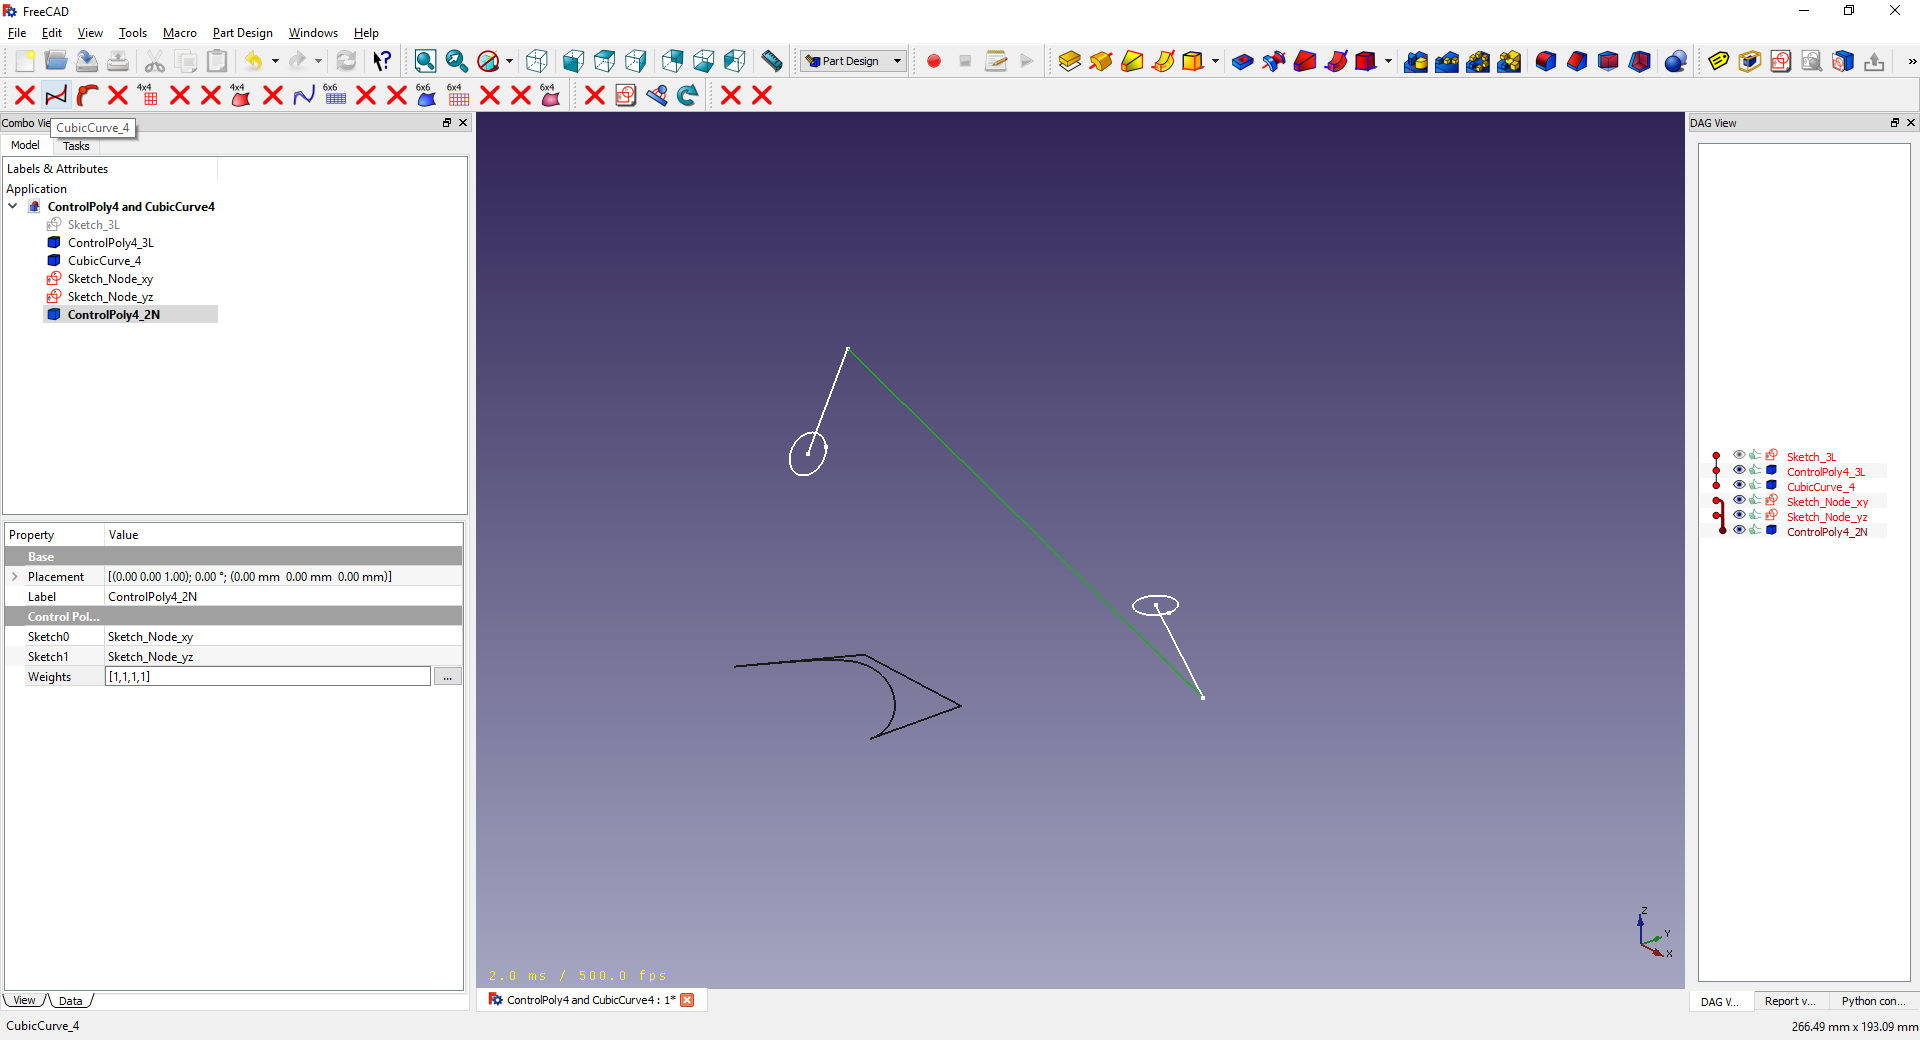 FreeCAD
File Edit View Tools Macro Part Design Windows Help
Part Design
4x4 4x4 6x6 6x6 6x4 6x4
Combo Vie
CubicCurve_4
Model Tasks
Labels & Attributes
Application
ControlPoly4 and CubicCurve4
Sketch_3L
ControlPoly4_3L
CubicCurve_4
Sketch_Node_xy
Sketch_Node_yz
ControlPoly4_2N
Property Value
Base
Placement [(0.00 0.00 1.00); 0.00 °; (0.00 mm 0.00 mm 0.00 mm)]
Label ControlPoly4_2N
Control Pol...
Sketch0 Sketch_Node_xy
Sketch1 Sketch_Node_yz
Weights [1,1,1,1] ...
View Data
CubicCurve_4
2.0 ms / 500.0 fps
Z
Y
X
ControlPoly4 and CubicCurve4 : 1*
DAG View
Sketch_3L
ControlPoly4_3L
CubicCurve_4
Sketch_Node_xy
Sketch_Node_yz
ControlPoly4_2N
DAG V... Report v... Python con...
266.49 mm x 193.09 mm